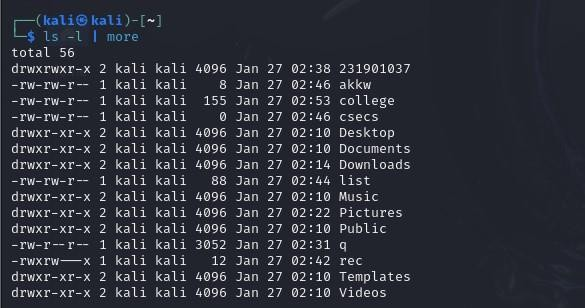 ┌──(kali㉿kali)-[~]
└─$ ls -l | more
total 56
drwxrwxr-x 2 kali kali 4096 Jan 27 02:38 231901037
-rw-rw-r-- 1 kali kali    8 Jan 27 02:46 akkw
-rw-rw-r-- 1 kali kali  155 Jan 27 02:53 college
-rw-rw-r-- 1 kali kali    0 Jan 27 02:46 csecs
drwxr-xr-x 2 kali kali 4096 Jan 27 02:10 Desktop
drwxr-xr-x 2 kali kali 4096 Jan 27 02:10 Documents
drwxr-xr-x 2 kali kali 4096 Jan 27 02:14 Downloads
-rw-rw-r-- 1 kali kali   88 Jan 27 02:44 list
drwxr-xr-x 2 kali kali 4096 Jan 27 02:10 Music
drwxr-xr-x 2 kali kali 4096 Jan 27 02:22 Pictures
drwxr-xr-x 2 kali kali 4096 Jan 27 02:10 Public
-rw-r--r-- 1 kali kali 3052 Jan 27 02:31 q
-rwxrw---x 1 kali kali   12 Jan 27 02:42 rec
drwxr-xr-x 2 kali kali 4096 Jan 27 02:10 Templates
drwxr-xr-x 2 kali kali 4096 Jan 27 02:10 Videos